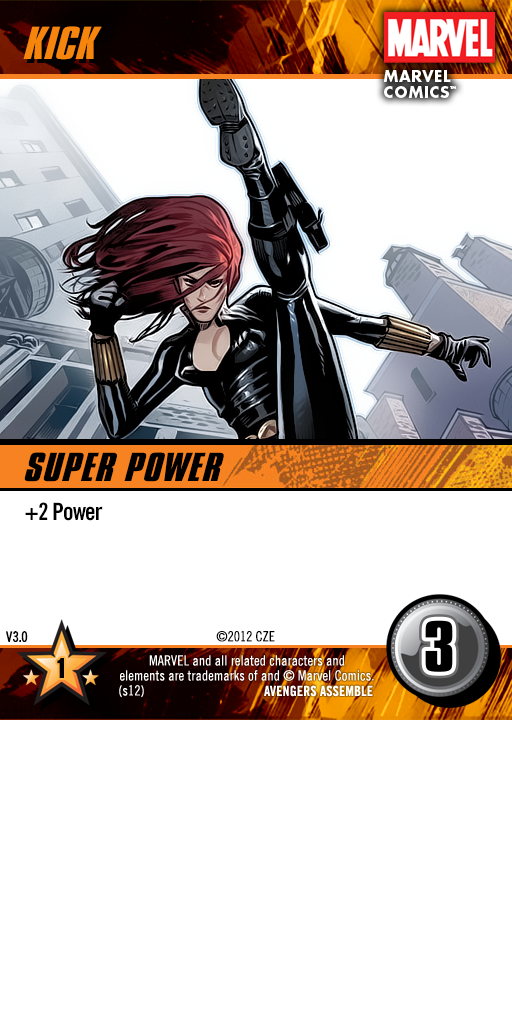 KICK
MARVEL
MARVEL
COMICS™
SUPER POWER
+2 Power
V3.0
©2012 CZE
3
1
MARVEL and all related characters and
elements are trademarks of and © Marvel Comics.
(s12)
AVENGERS ASSEMBLE